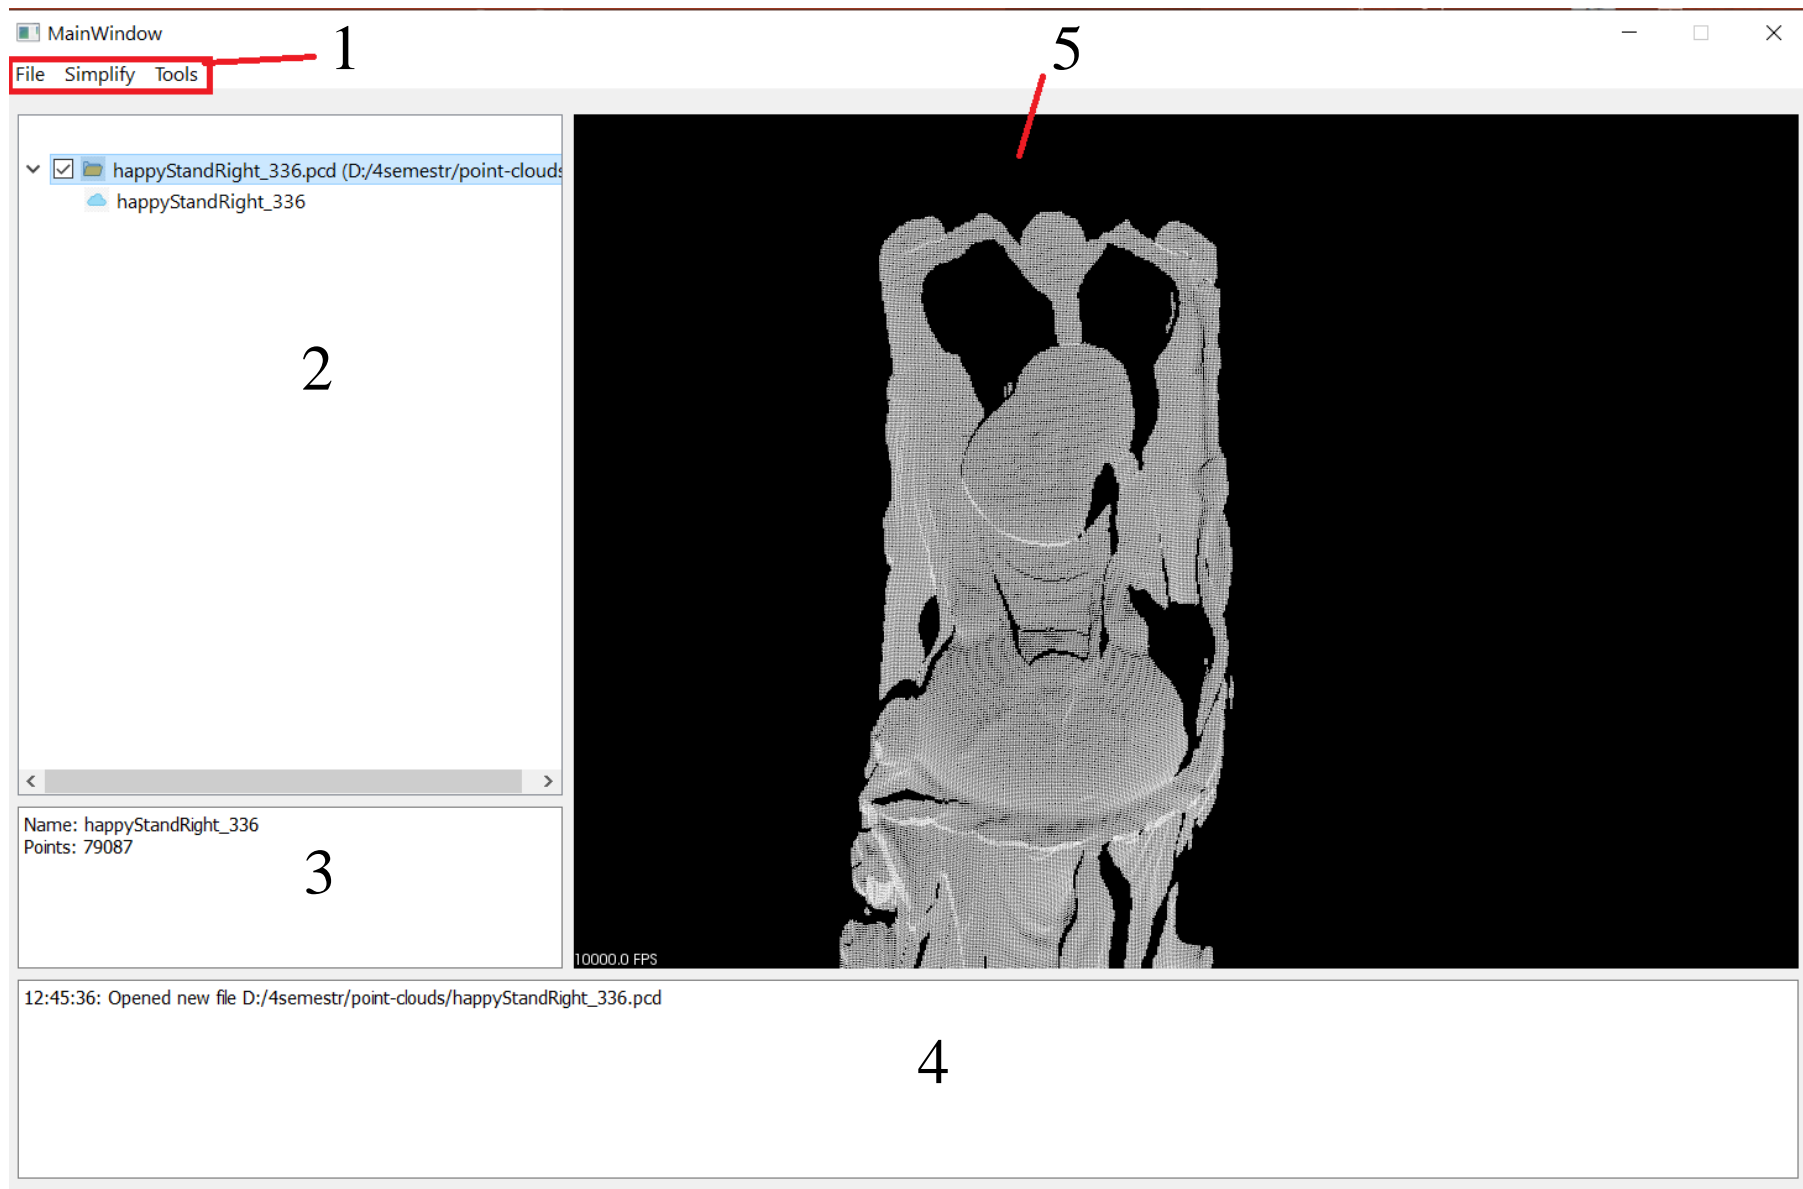 MainWindow
1
5
File Simplify Tools
happyStandRight_336.pcd (D:/4semestr/point-clouds
happyStandRight_336
2
Name: happyStandRight_336
Points: 79087
3
10000.0 FPS
12:45:36: Opened new file D:/4semestr/point-clouds/happyStandRight_336.pcd
4